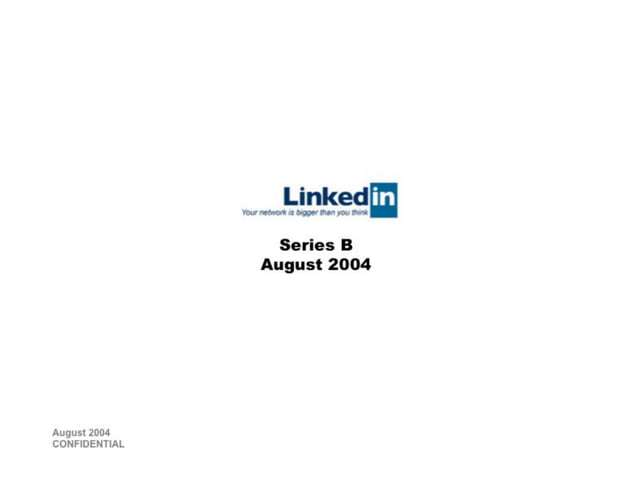 Linkedin
Your network is bigger than you think
Series B
August 2004
August 2004
CONFIDENTIAL